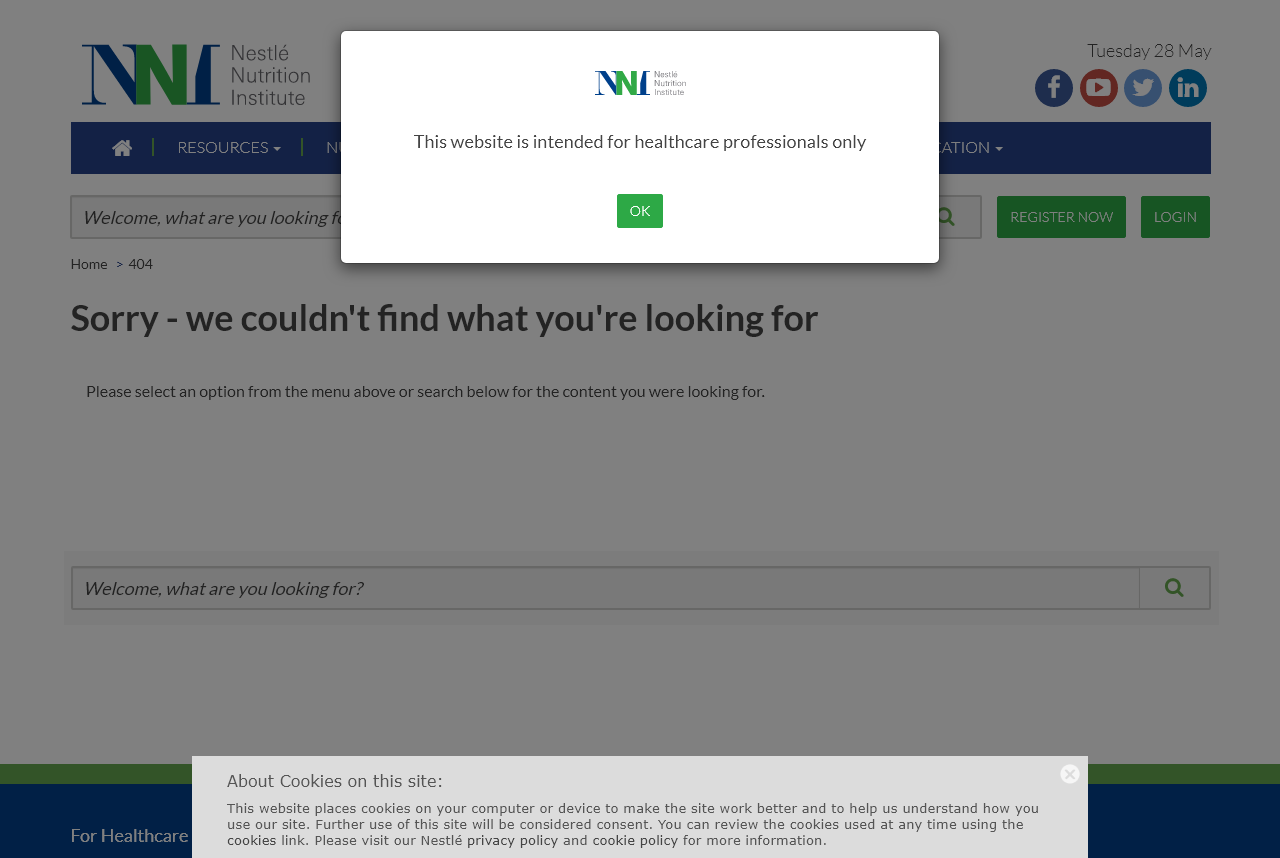 Nestlé
Nutrition
Institute
Tuesday 28 May
Nestlé
Nutrition
Institute
This website is intended for healthcare professionals only
OK
RESOURCES
Welcome, what are you looking
REGISTER NOW
LOGIN
Home > 404
Sorry - we couldn't find what you're looking for
Please select an option from the menu above or search below for the content you were looking for.
Welcome, what are you looking for?
About Cookies on this site:
This website places cookies on your computer or device to make the site work better and to help us understand how you
use our site. Further use of this site will be considered consent. You can review the cookies used at any time using the
cookies link. Please visit our Nestlé privacy policy and cookie policy for more information.
For Healthcare